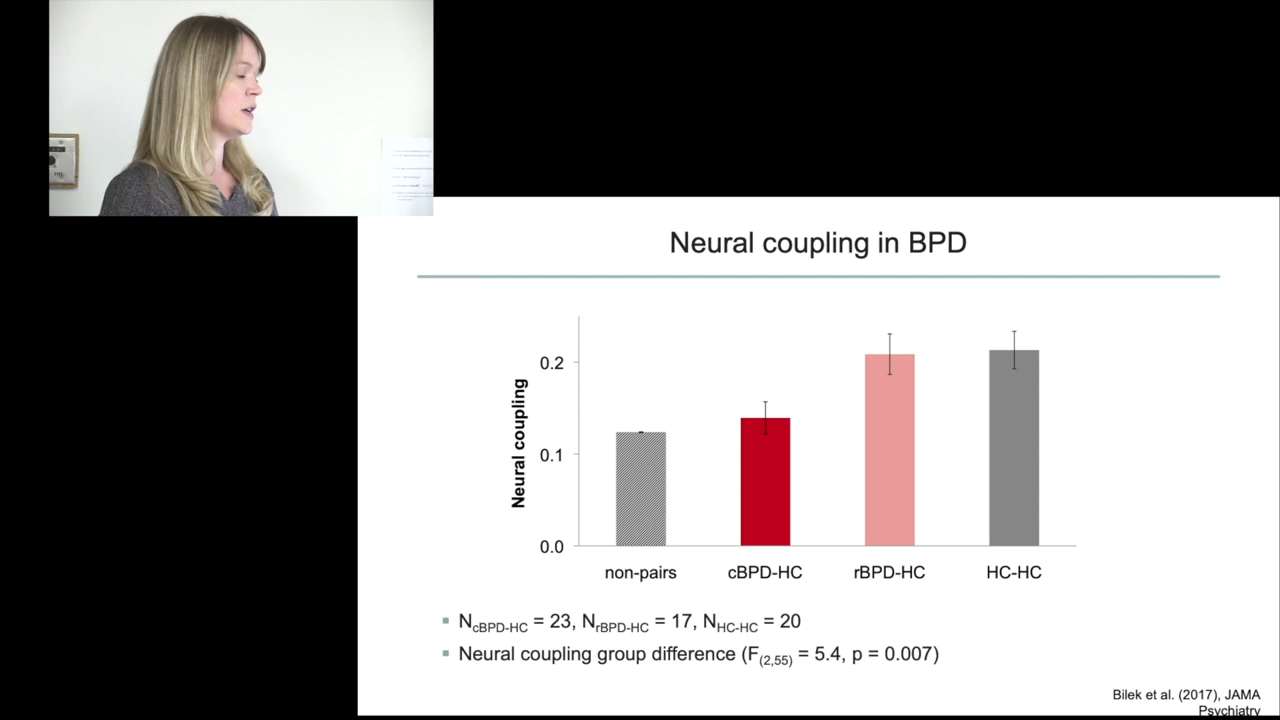 Neural coupling in BPD
Neural coupling
0.2
0.1
0.0
non-pairs cBPD-HC rBPD-HC HC-HC
NcBPD-HC = 23, NrBPD-HC = 17, NHC-HC = 20
Neural coupling group difference (F(2,55) = 5.4, p = 0.007)
Bilek et al. (2017), JAMA
Psychiatry